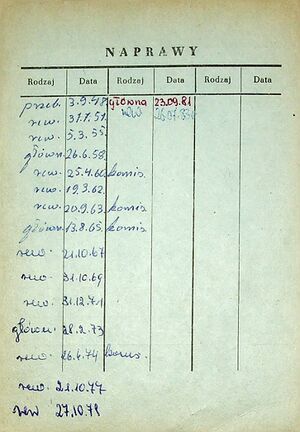 NAPRAWY
Rodzaj Data Rodzaj Data Rodzaj Data
przeb. 3.9.48 główna 23.09.81
rew. 31.7.51. rew
rew. 5.3.55.
główn. 26.6.58.
rew. 25.4.60 komis.
rew. 19.3.62.
rew. 20.9.63. komis.
główn. 13.8.65. komis
rew. 21.10.67
rew. 31.10.69
rew. 31.12.71
główn. 28.2.73
rew. 26.4.74
rew. 21.10.77
rew 27.10.79